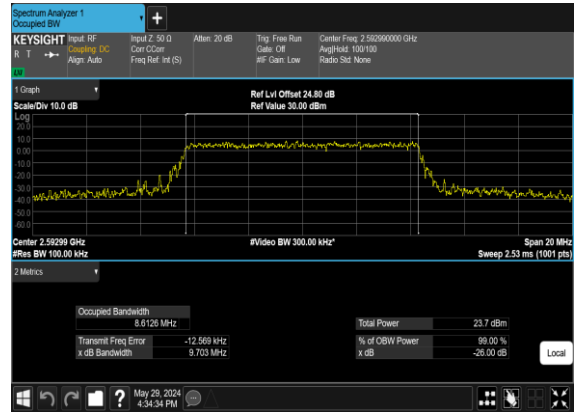 Spectrum Analyzer 1
Occupied BW
+
KEYSIGHT
R T
LW
Input: RF
Coupling: DC
Align: Auto
Input Z: 50 Ω
Corr CCorr
Freq Ref: Int (S)
Atten: 20 dB
Trig: Free Run
Gate: Off
#IF Gain: Low
Center Freq: 2.592990000 GHz
Avg|Hold: 100/100
Radio Std: None
1 Graph
Scale/Div 10.0 dB
Ref Lvl Offset 24.80 dB
Ref Value 30.00 dBm
Log
20.0
10.0
0.00
-10.0
-20.0
-30.0
-40.0
-50.0
-60.0
Center 2.59299 GHz
#Res BW 100.00 kHz
#Video BW 300.00 kHz*
Span 20 MHz
Sweep 2.53 ms (1001 pts)
2 Metrics
Occupied Bandwidth
8.6126 MHz
Transmit Freq Error -12.569 kHz
x dB Bandwidth 9.703 MHz
Total Power 23.7 dBm
% of OBW Power 99.00 %
x dB -26.00 dB
Local
?
May 29, 2024
4:34:34 PM